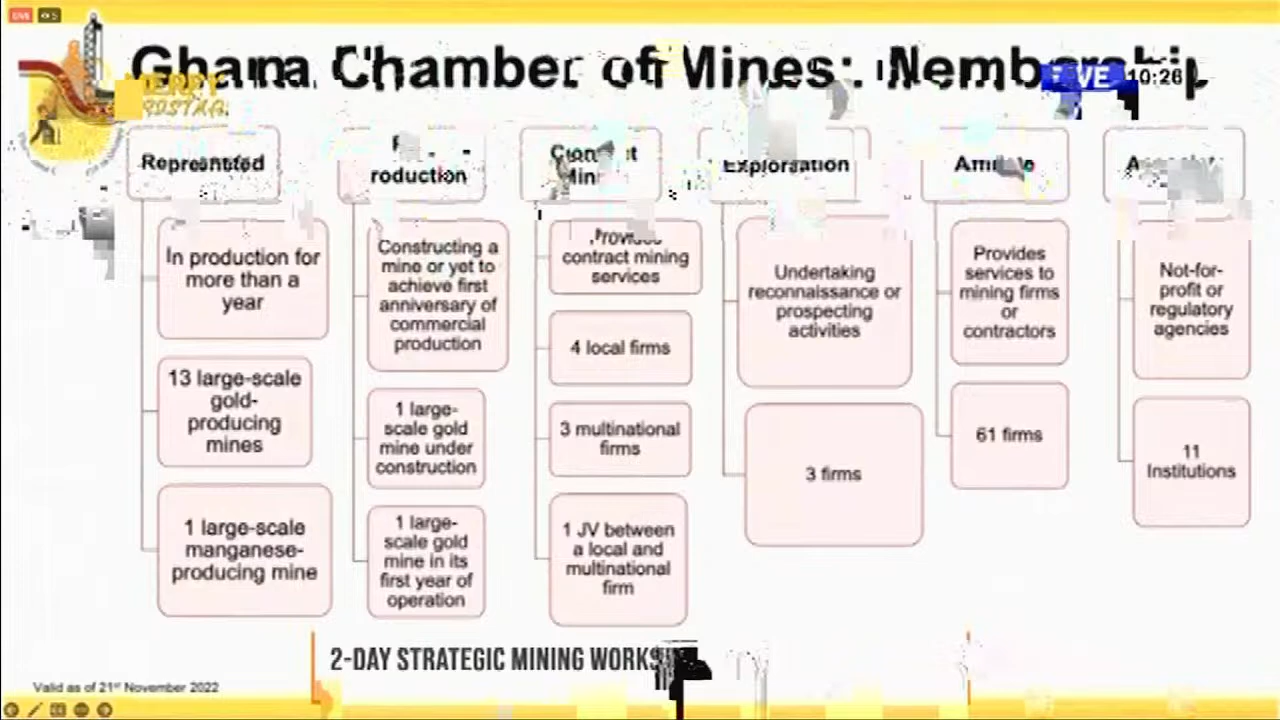 LIVE 5
Ghana Chamber of Mines: Membership
LIVE 10:26
Represented
In production for
more than a
year
13 large-scale
gold-
producing
mines
1 large-scale
manganese-
producing mine
roduction
Constructing a
mine or yet to
achieve first
anniversary of
commercial
production
1 large-
scale gold
mine under
construction
1 large-
scale gold
mine in its
first year of
operation
Provides
contract mining
services
4 local firms
3 multinational
firms
1 JV between
a local and
multinational
firm
Exploration
Undertaking
reconnaissance or
prospecting
activities
3 firms
Provides
services to
mining firms
or
contractors
61 firms
Not-for-
profit or
regulatory
agencies
11
Institutions
2-DAY STRATEGIC MINING WORKS
Valid as of 21st November 2022